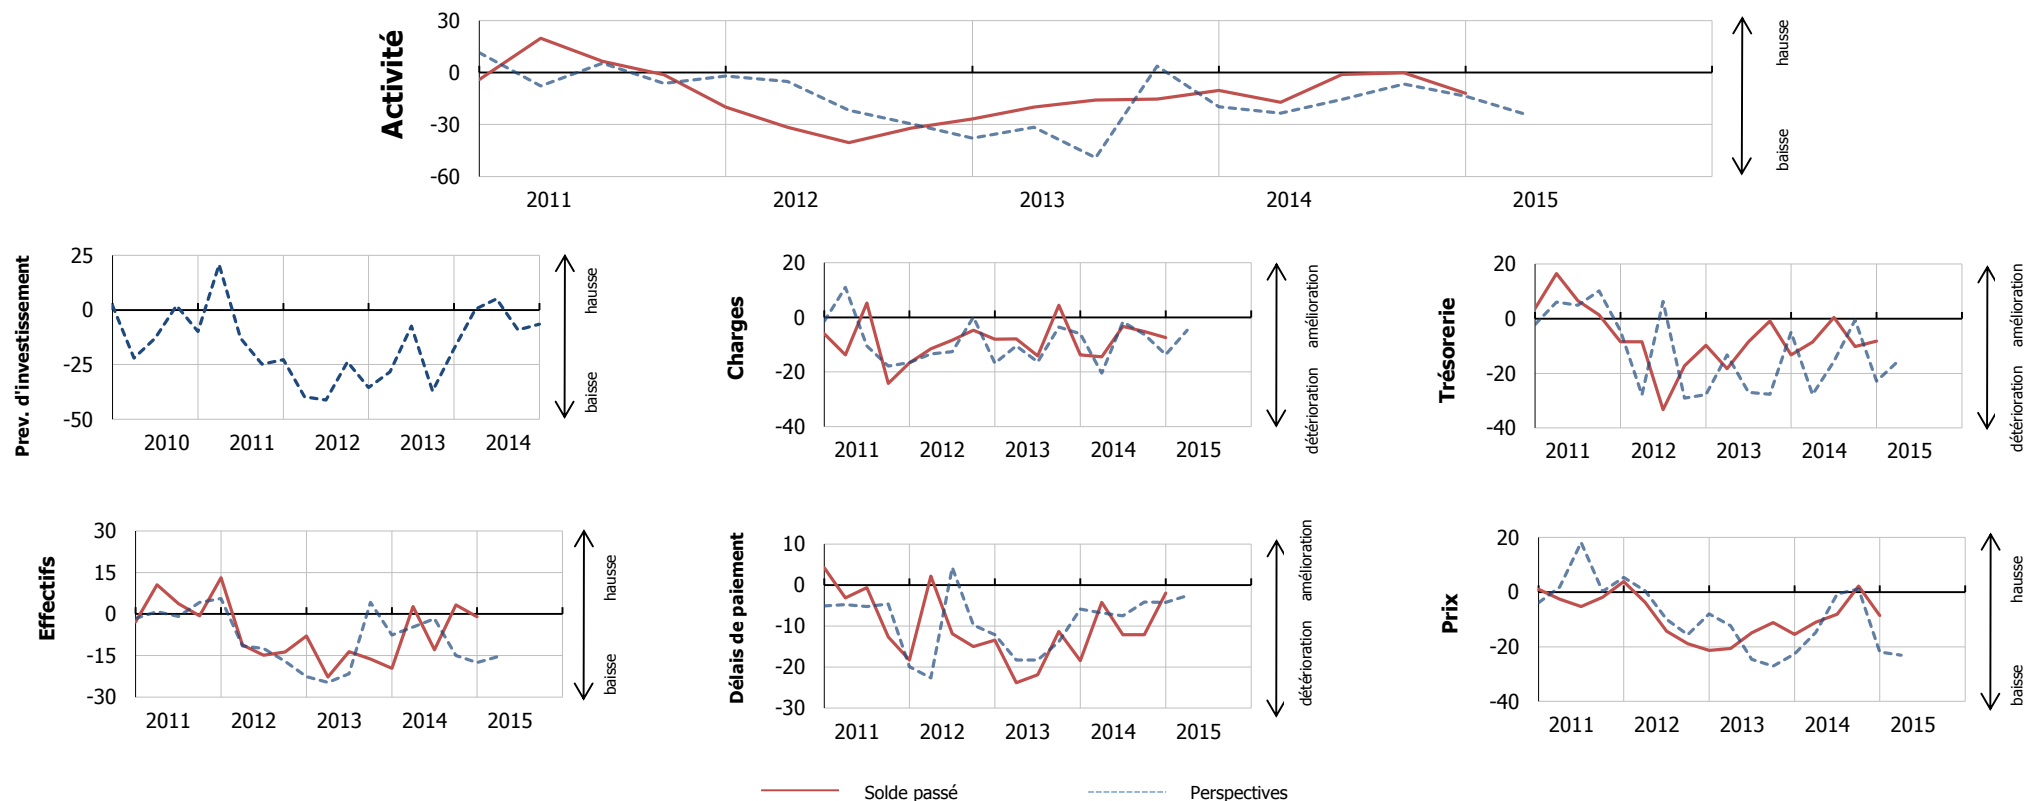 Activité
30
0
-30
-60
2011 2012 2013 2014 2015
hausse
baisse
Prev. d'investissement
25
0
-25
-50
2010 2011 2012 2013 2014
hausse
baisse
Charges
20
0
-20
-40
2011 2012 2013 2014 2015
amélioration
détérioration
Trésorerie
20
0
-20
-40
2011 2012 2013 2014 2015
amélioration
détérioration
Effectifs
30
15
0
-15
-30
2011 2012 2013 2014 2015
hausse
baisse
Délais de paiement
10
0
-10
-20
-30
2011 2012 2013 2014 2015
amélioration
détérioration
Prix
20
0
-20
-40
2011 2012 2013 2014 2015
hausse
baisse
Solde passé Perspectives